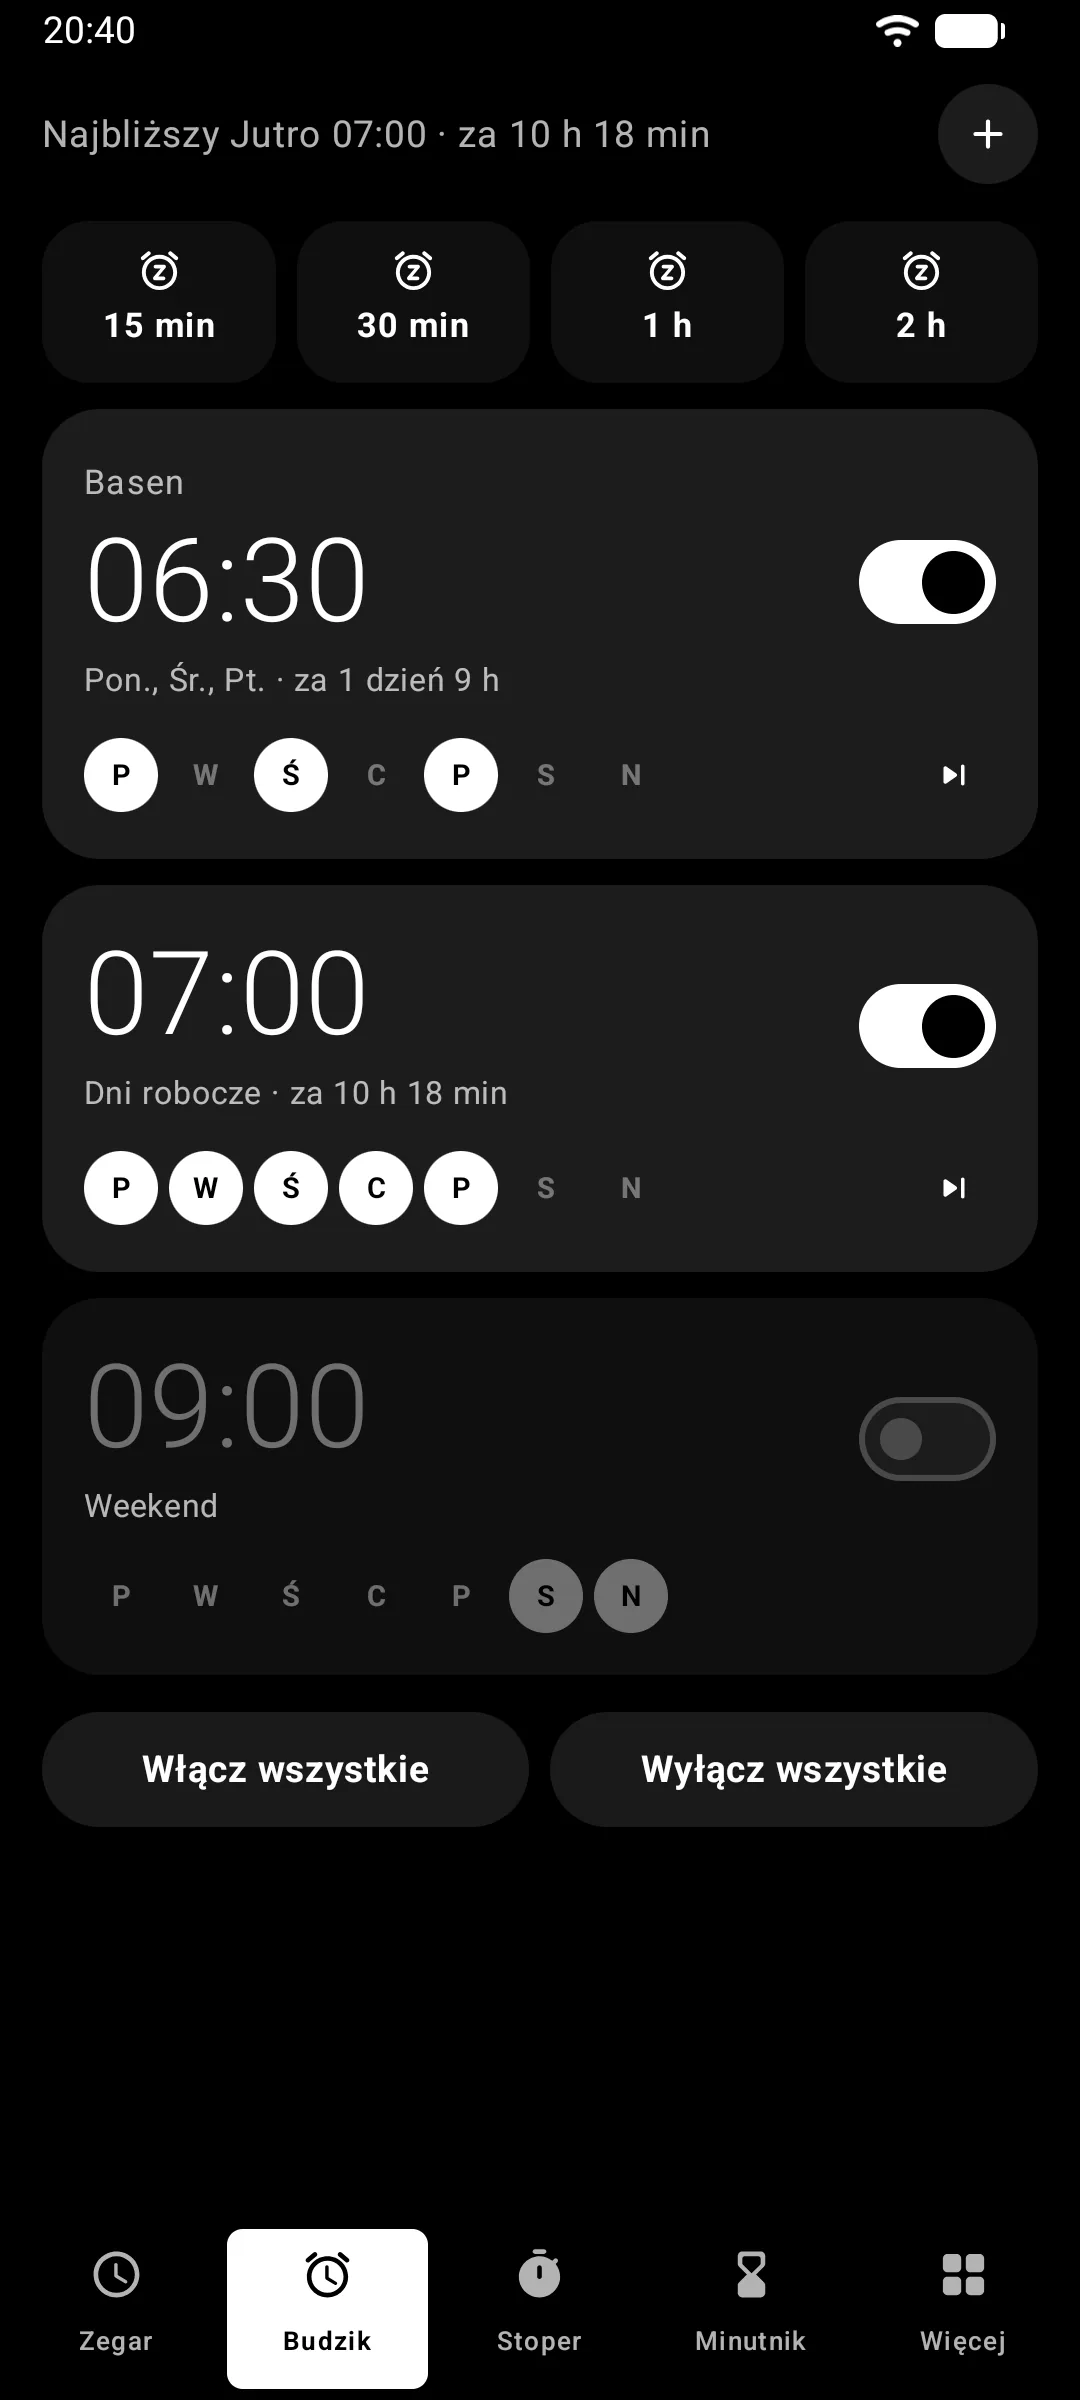 20:40
Najbliższy Jutro 07:00 · za 10 h 18 min
15 min
30 min
1 h
2 h
Basen
06:30
Pon., Śr., Pt. · za 1 dzień 9 h
P W Ś C P S N
07:00
Dni robocze · za 10 h 18 min
P W Ś C P S N
09:00
Weekend
P W Ś C P S N
Włącz wszystkie
Wyłącz wszystkie
Zegar
Budzik
Stoper
Minutnik
Więcej